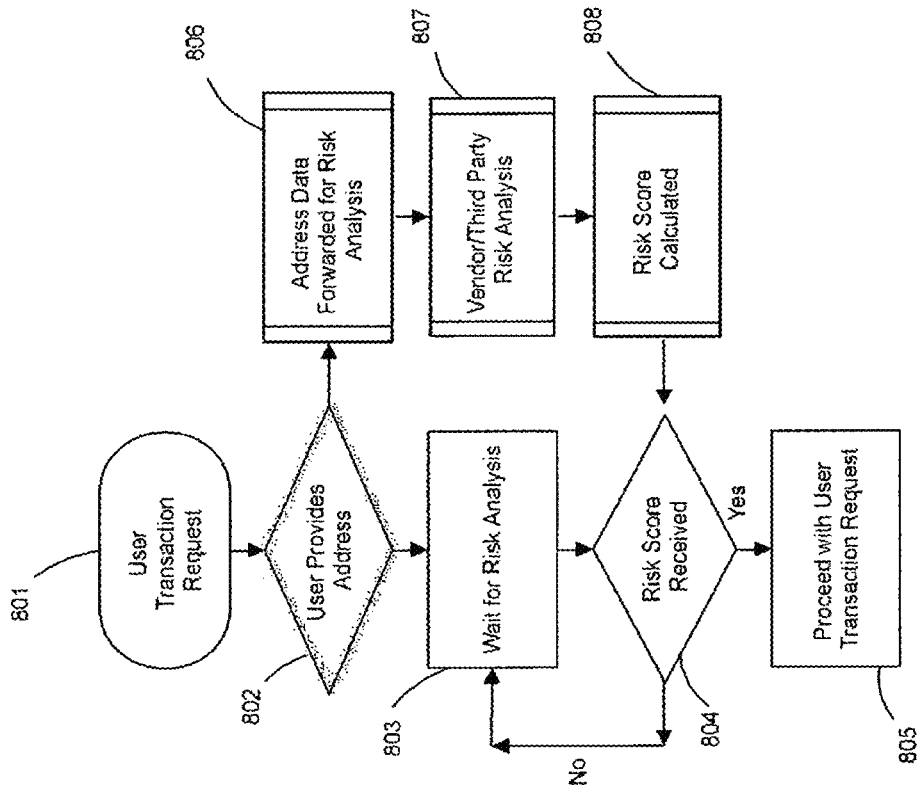 801
User
Transaction
Request
802
User Provides
Address
806
Address Data
Forwarded for Risk
Analysis
803
Wait for Risk Analysis
807
Vendor/Third Party
Risk Analysis
808
Risk Score
Calculated
804
Risk Score
Received
No
Yes
805
Proceed with User
Transaction Request